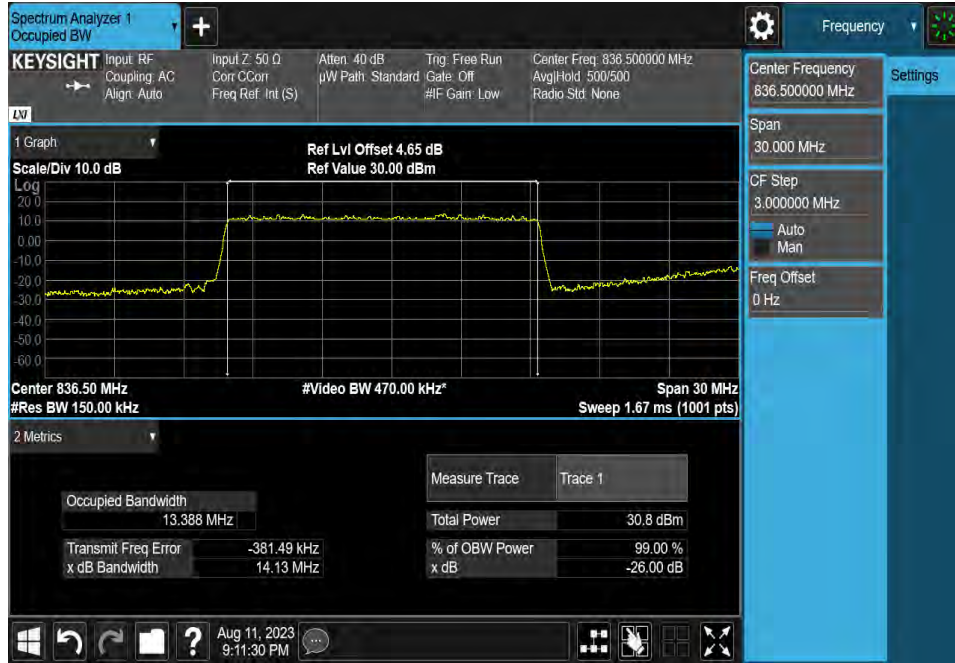 Spectrum Analyzer 1
Occupied BW
+
Frequency
KEYSIGHT
Input: RF
Coupling: AC
Align: Auto
Input Z: 50 Ω
Corr CCorr
Freq Ref: Int (S)
Atten: 40 dB
µW Path: Standard
Trig: Free Run
Gate: Off
#IF Gain: Low
Center Freq: 836.500000 MHz
Avg|Hold: 500/500
Radio Std: None
LXI
Center Frequency
836.500000 MHz
Settings
Span
30.000 MHz
CF Step
3.000000 MHz
Auto
Man
Freq Offset
0 Hz
1 Graph
Scale/Div 10.0 dB
Ref Lvl Offset 4.65 dB
Ref Value 30.00 dBm
Log
20.0
10.0
0.00
-10.0
-20.0
-30.0
-40.0
-50.0
-60.0
Center 836.50 MHz
#Video BW 470.00 kHz*
Span 30 MHz
#Res BW 150.00 kHz
Sweep 1.67 ms (1001 pts)
2 Metrics
Measure Trace Trace 1
Occupied Bandwidth
13.388 MHz
Total Power 30.8 dBm
Transmit Freq Error -381.49 kHz
% of OBW Power 99.00 %
x dB Bandwidth 14.13 MHz
x dB -26.00 dB
?
Aug 11, 2023
9:11:30 PM